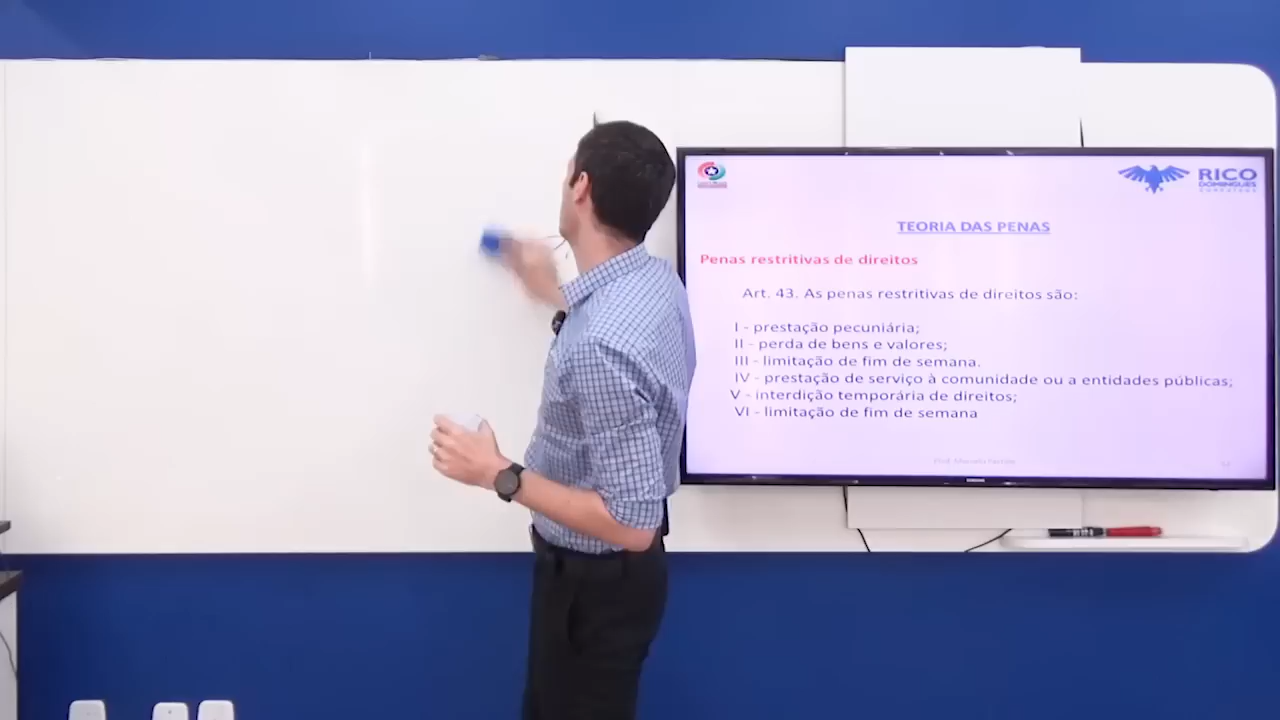 RICO
DOMINGUES
TEORIA DAS PENAS
Penas restritivas de direitos
Art. 43. As penas restritivas de direitos são:
I - prestação pecuniária;
II - perda de bens e valores;
III - limitação de fim de semana.
IV - prestação de serviço à comunidade ou a entidades públicas;
V - interdição temporária de direitos;
VI - limitação de fim de semana